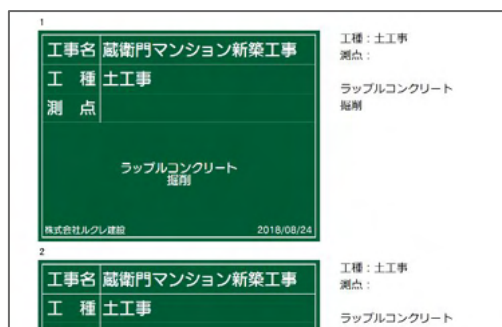 1
工事名 蔵衛門マンション新築工事
工 種 土工事
測 点
ラップルコンクリート
掘削
株式会社ルクレ建設 2018/08/24
工種：土工事
測点：
ラップルコンクリート
掘削
2
工事名 蔵衛門マンション新築工事
工 種 土工事
工種：土工事
測点：
ラップルコンクリート